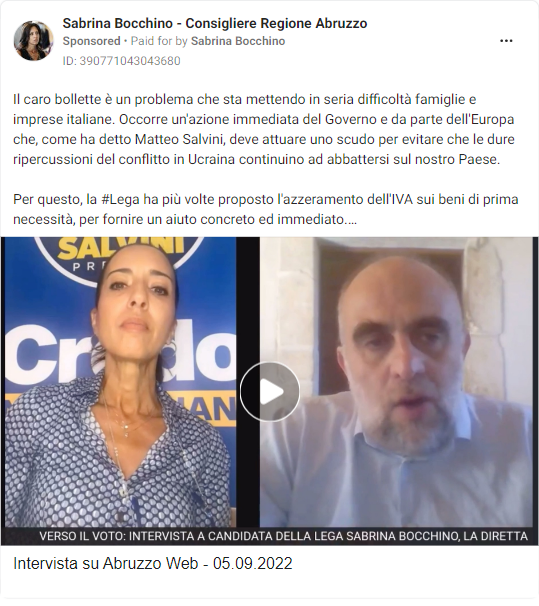 Sabrina Bocchino - Consigliere Regione Abruzzo
Sponsored • Paid for by Sabrina Bocchino
ID: 390771043043680
Il caro bollette è un problema che sta mettendo in seria difficoltà famiglie e
imprese italiane. Occorre un'azione immediata del Governo e da parte dell'Europa
che, come ha detto Matteo Salvini, deve attuare uno scudo per evitare che le dure
ripercussioni del conflitto in Ucraina continuino ad abbattersi sul nostro Paese.
Per questo, la #Lega ha più volte proposto l'azzeramento dell'IVA sui beni di prima
necessità, per fornire un aiuto concreto ed immediato....
SALVINI
PRE
Cr do
IAN
VERSO IL VOTO: INTERVISTA A CANDIDATA DELLA LEGA SABRINA BOCCHINO, LA DIRETTA
Intervista su Abruzzo Web - 05.09.2022